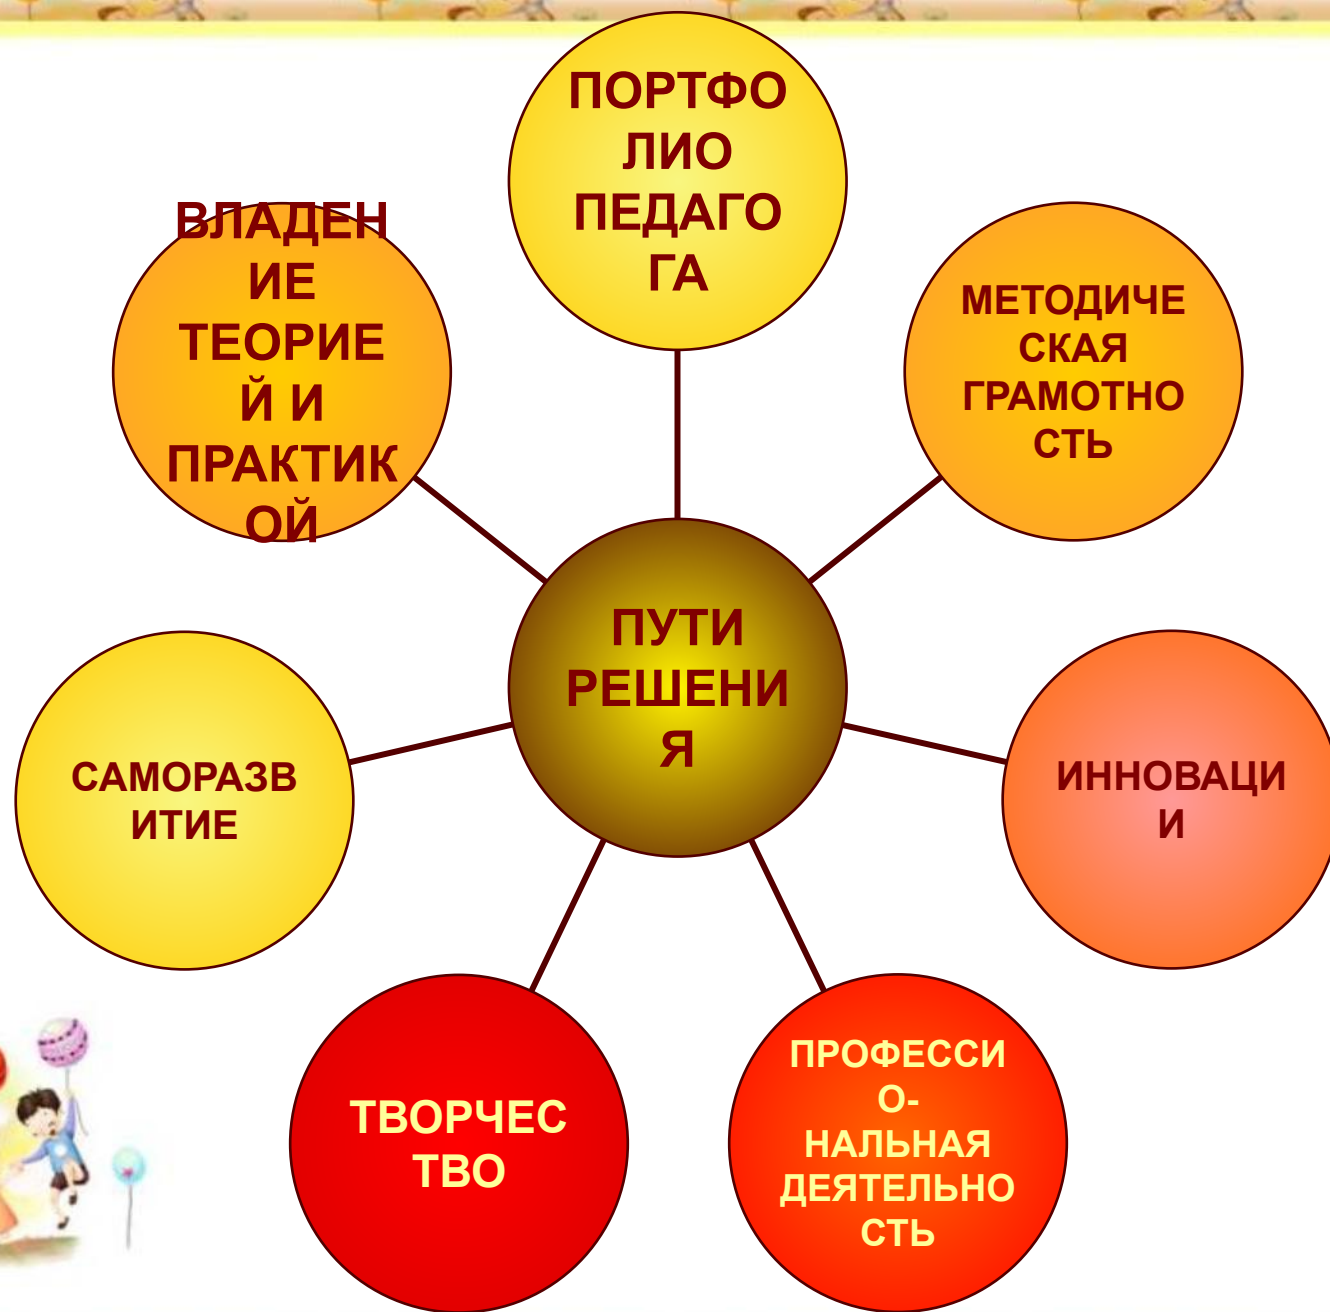 ПОРТФО
ЛИО
ПЕДАГО
ГА
ВЛАДЕН
ИЕ
ТЕОРИЕ
Й И
ПРАКТИК
ОЙ
МЕТОДИЧЕ
СКАЯ
ГРАМОТНО
СТЬ
ПУТИ
РЕШЕНИ
Я
САМОРАЗВ
ИТИЕ
ИННОВАЦИ
И
ТВОРЧЕС
ТВО
ПРОФЕССИ
О-
НАЛЬНАЯ
ДЕЯТЕЛЬНО
СТЬ